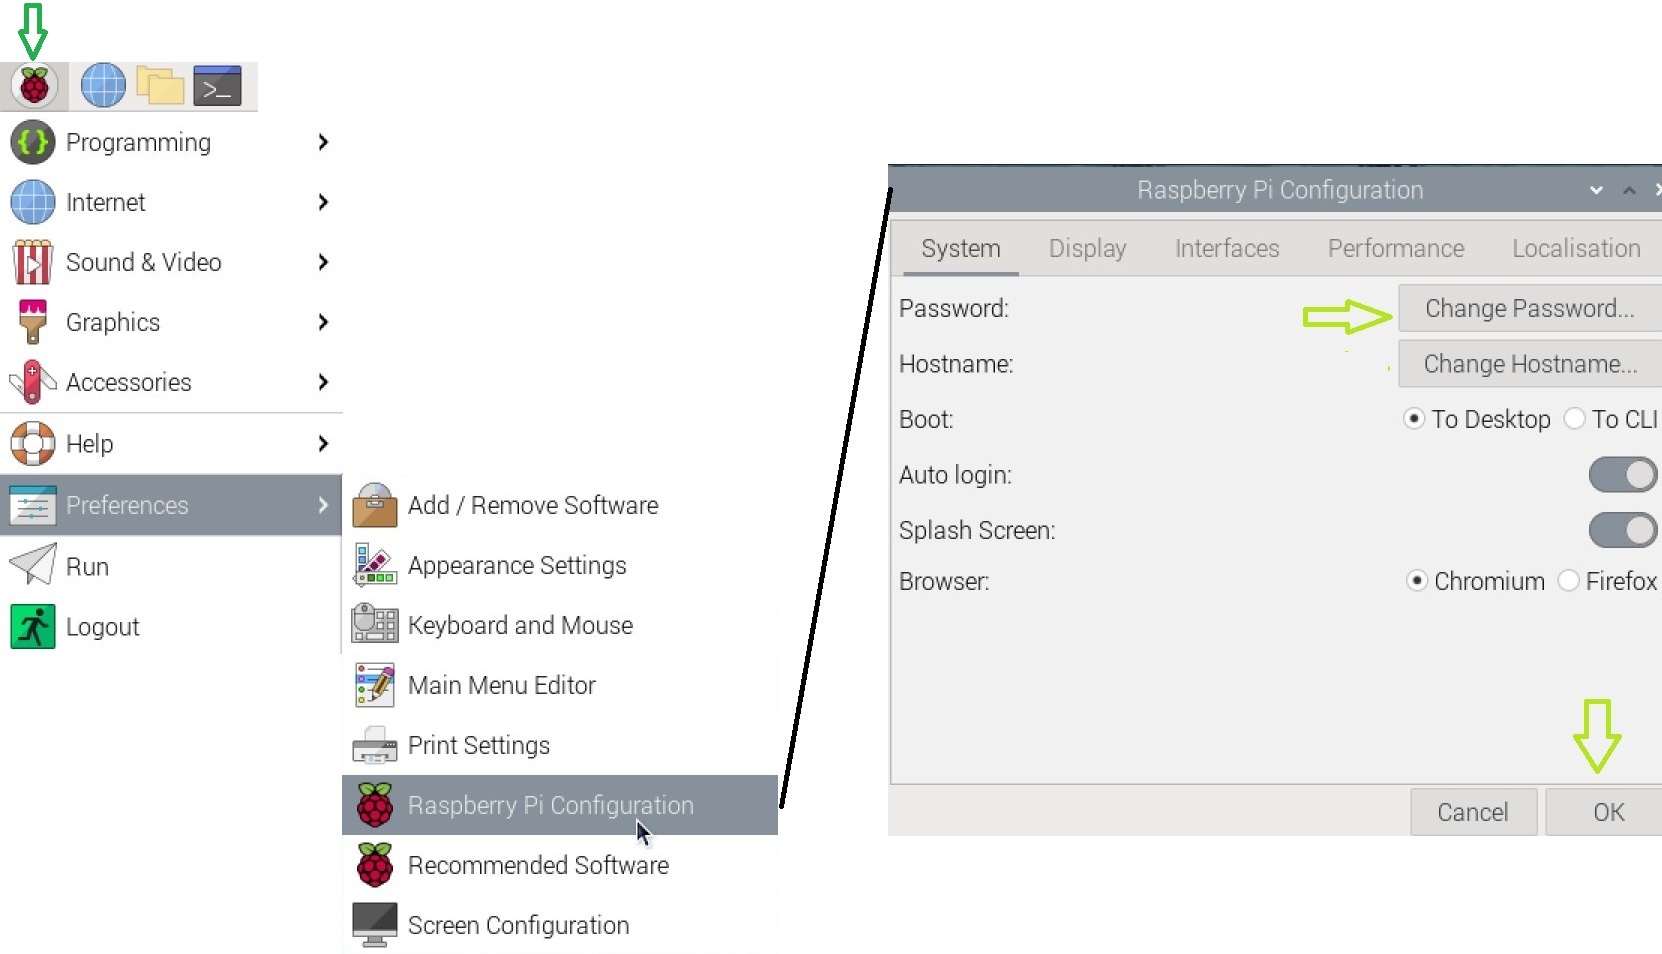 Programming
Internet
Sound & Video
Graphics
Accessories
Help
Preferences
Run
Logout
Add / Remove Software
Appearance Settings
Keyboard and Mouse
Main Menu Editor
Print Settings
Raspberry Pi Configuration
Recommended Software
Screen Configuration
Raspberry Pi Configuration
System Display Interfaces Performance Localisation
Password: Change Password...
Hostname: Change Hostname...
Boot: To Desktop To CLI
Auto login:
Splash Screen:
Browser: Chromium Firefox
Cancel OK